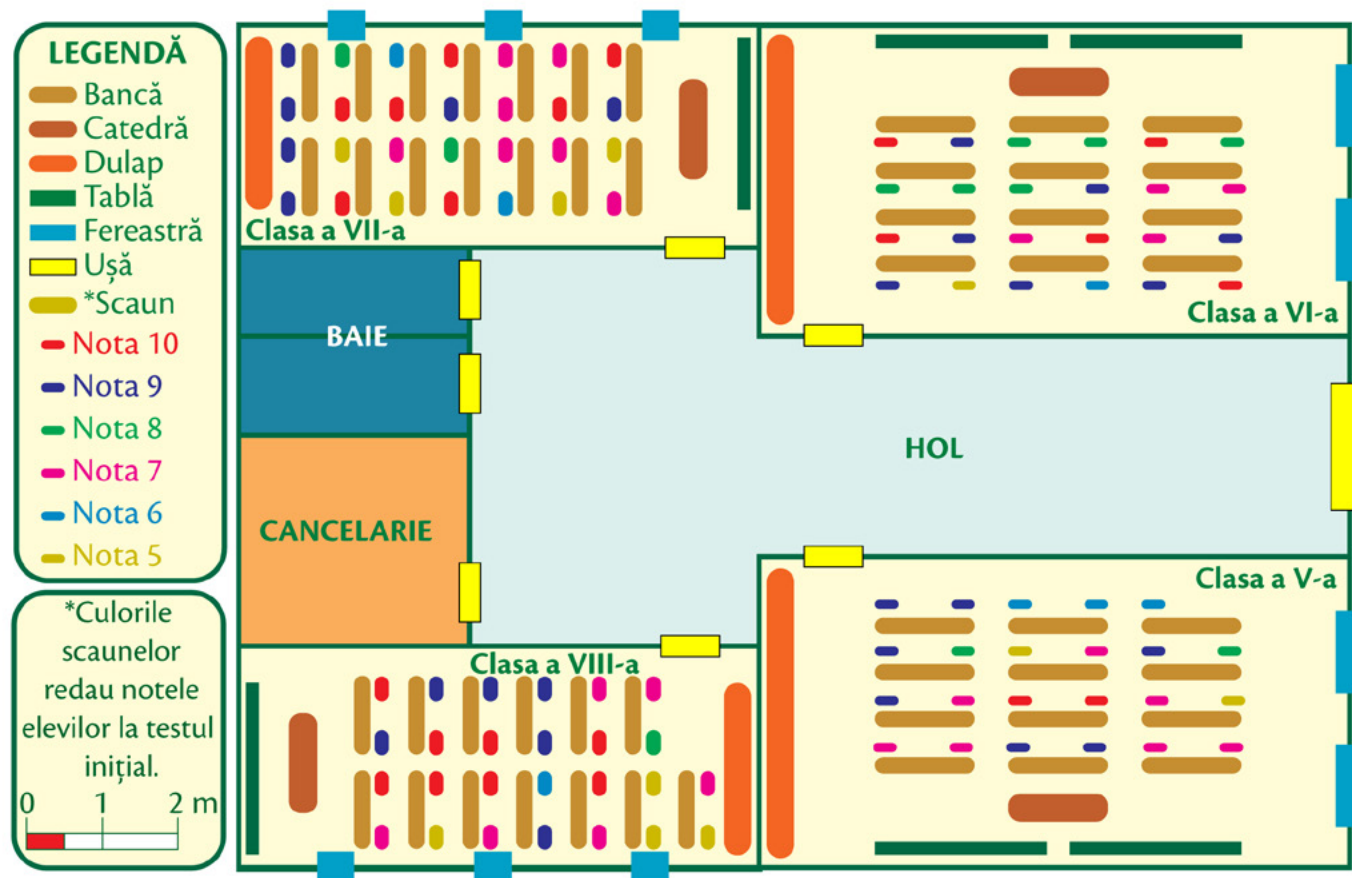 LEGENDĂ
Bancă
Catedră
Dulap
Tablă
Fereastră
Ușă
*Scaun
Nota 10
Nota 9
Nota 8
Nota 7
Nota 6
Nota 5
*Culorile
scaunelor
redau notele
elevilor la testul
inițial.
0 1 2 m
Clasa a VII-a
BAIE
CANCELARIE
Clasa a VIII-a
HOL
Clasa a VI-a
Clasa a V-a